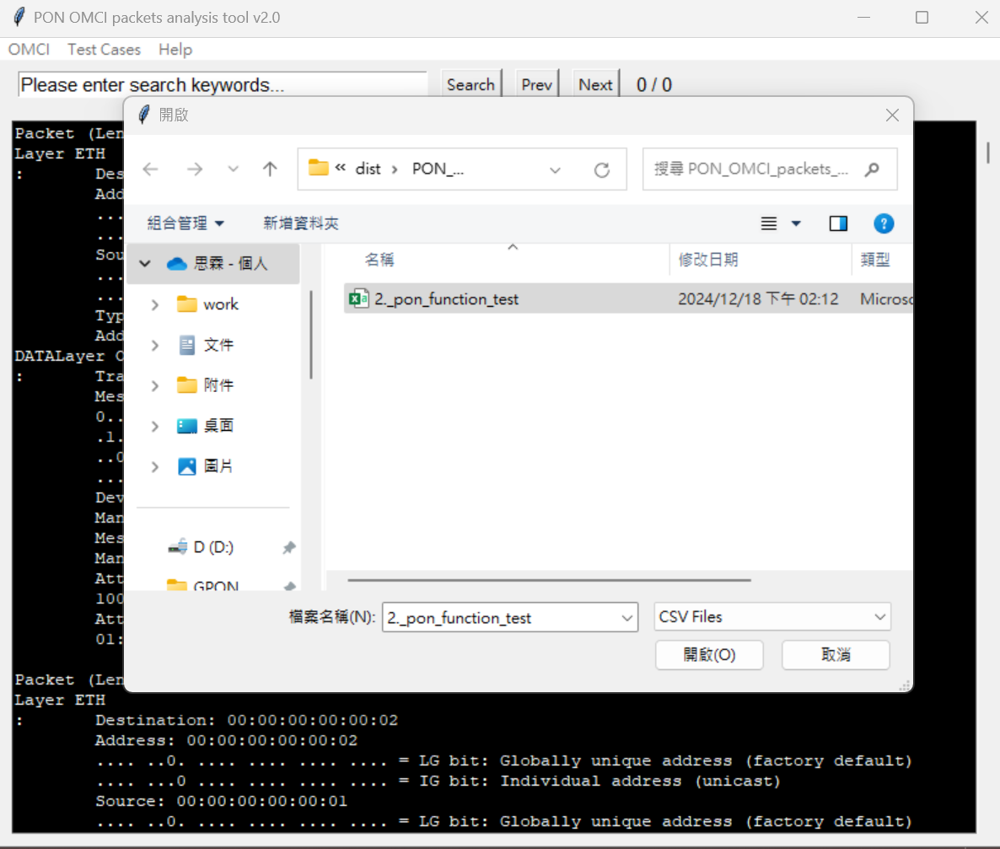 PON OMCI packets analysis tool v2.0
OMCI Test Cases Help
Please enter search keywords... Search Prev Next 0 / 0
開啟
« dist › PON_... 搜尋 PON_OMCI_packets_...
組合管理 新增資料夾
名稱 修改日期 類型
思霖 - 個人
work
文件
附件
桌面
圖片
D (D:)
GPON
2._pon_function_test 2024/12/18 下午 02:12 Microsc
檔案名稱(N): 2._pon_function_test CSV Files
開啟(O) 取消
Packet (Len
Layer ETH
: Des
Add
....
....
Sou
....
....
Typ
Add
DATALayer O
: Tra
Mes
0..
.1.
..0
...
Dev
Man
Mes
Man
Att
100
Att
01:
Packet (Len
Layer ETH
: Destination: 00:00:00:00:00:02
Address: 00:00:00:00:00:02
.... ..0. .... .... .... .... = LG bit: Globally unique address (factory default)
.... ...0 .... .... .... .... = IG bit: Individual address (unicast)
Source: 00:00:00:00:00:01
.... ..0. .... .... .... .... = LG bit: Globally unique address (factory default)